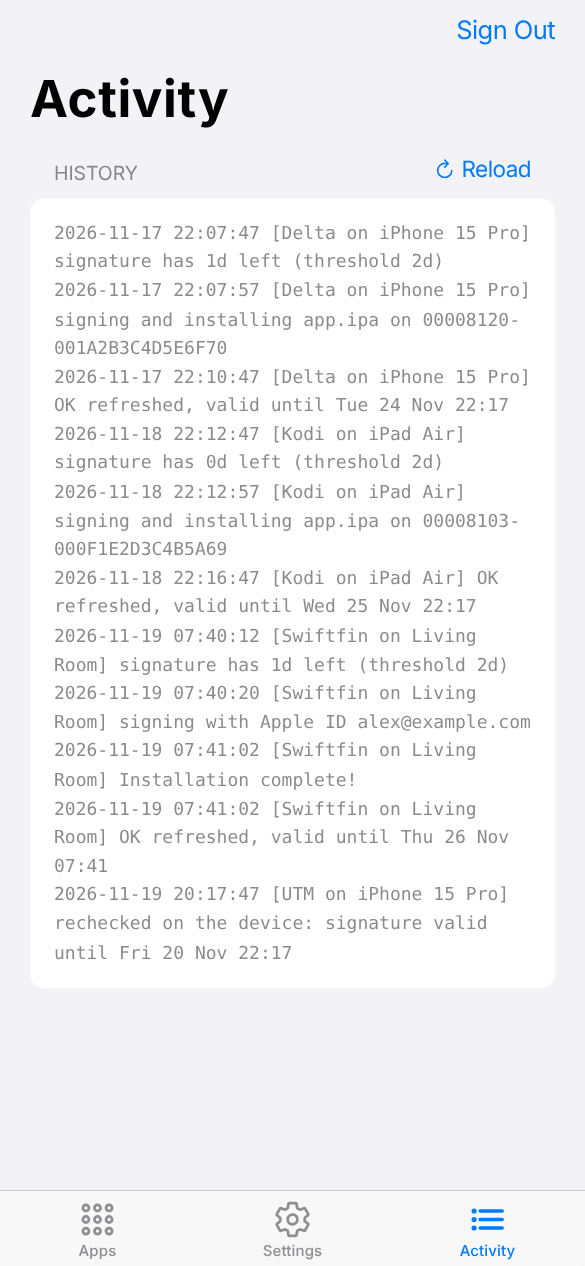 Sign Out
Activity
HISTORY
Reload
2026-11-17 22:07:47 [Delta on iPhone 15 Pro]
signature has 1d left (threshold 2d)
2026-11-17 22:07:57 [Delta on iPhone 15 Pro]
signing and installing app.ipa on 00008120-
001A2B3C4D5E6F70
2026-11-17 22:10:47 [Delta on iPhone 15 Pro]
OK refreshed, valid until Tue 24 Nov 22:17
2026-11-18 22:12:47 [Kodi on iPad Air]
signature has 0d left (threshold 2d)
2026-11-18 22:12:57 [Kodi on iPad Air]
signing and installing app.ipa on 00008103-
000F1E2D3C4B5A69
2026-11-18 22:16:47 [Kodi on iPad Air] OK
refreshed, valid until Wed 25 Nov 22:17
2026-11-19 07:40:12 [Swiftfin on Living
Room] signature has 1d left (threshold 2d)
2026-11-19 07:40:20 [Swiftfin on Living
Room] signing with Apple ID alex@example.com
2026-11-19 07:41:02 [Swiftfin on Living
Room] Installation complete!
2026-11-19 07:41:02 [Swiftfin on Living
Room] OK refreshed, valid until Thu 26 Nov
07:41
2026-11-19 20:17:47 [UTM on iPhone 15 Pro]
rechecked on the device: signature valid
until Fri 20 Nov 22:17
Apps
Settings
Activity